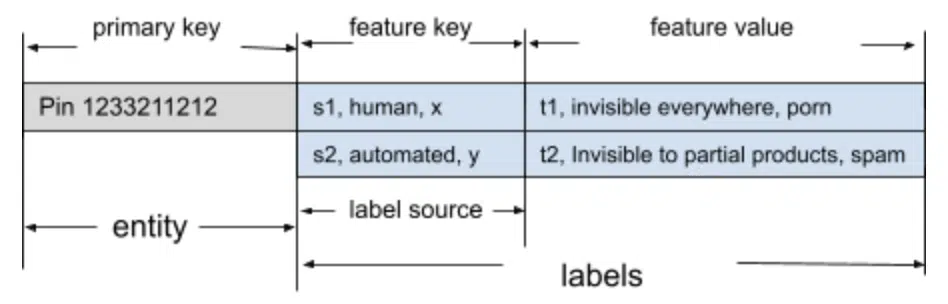 primary key feature key feature value
Pin 1233211212 s1, human, x t1, invisible everywhere, porn
s2, automated, y t2, Invisible to partial products, spam
label source
entity
labels